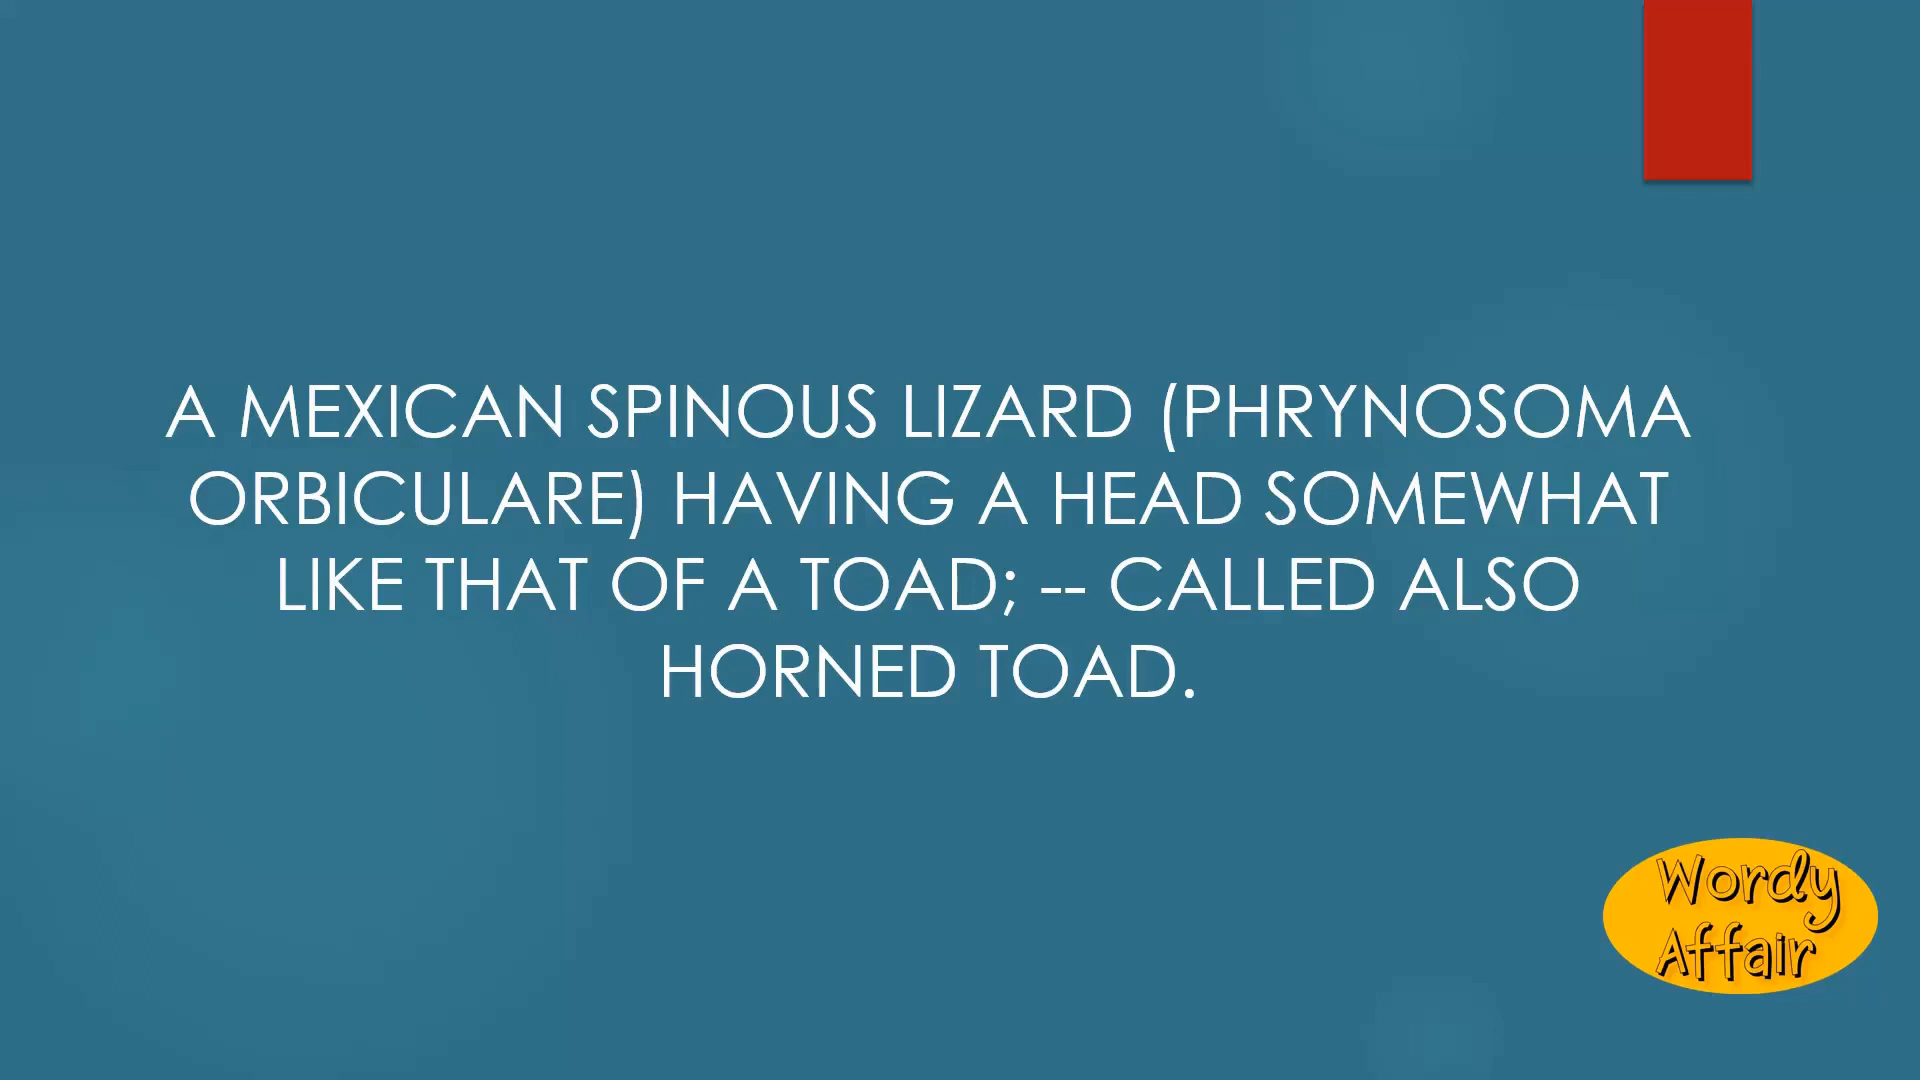 A MEXICAN SPINOUS LIZARD (PHRYNOSOMA
ORBICULARE) HAVING A HEAD SOMEWHAT
LIKE THAT OF A TOAD; -- CALLED ALSO
HORNED TOAD.
Wordy
Affair